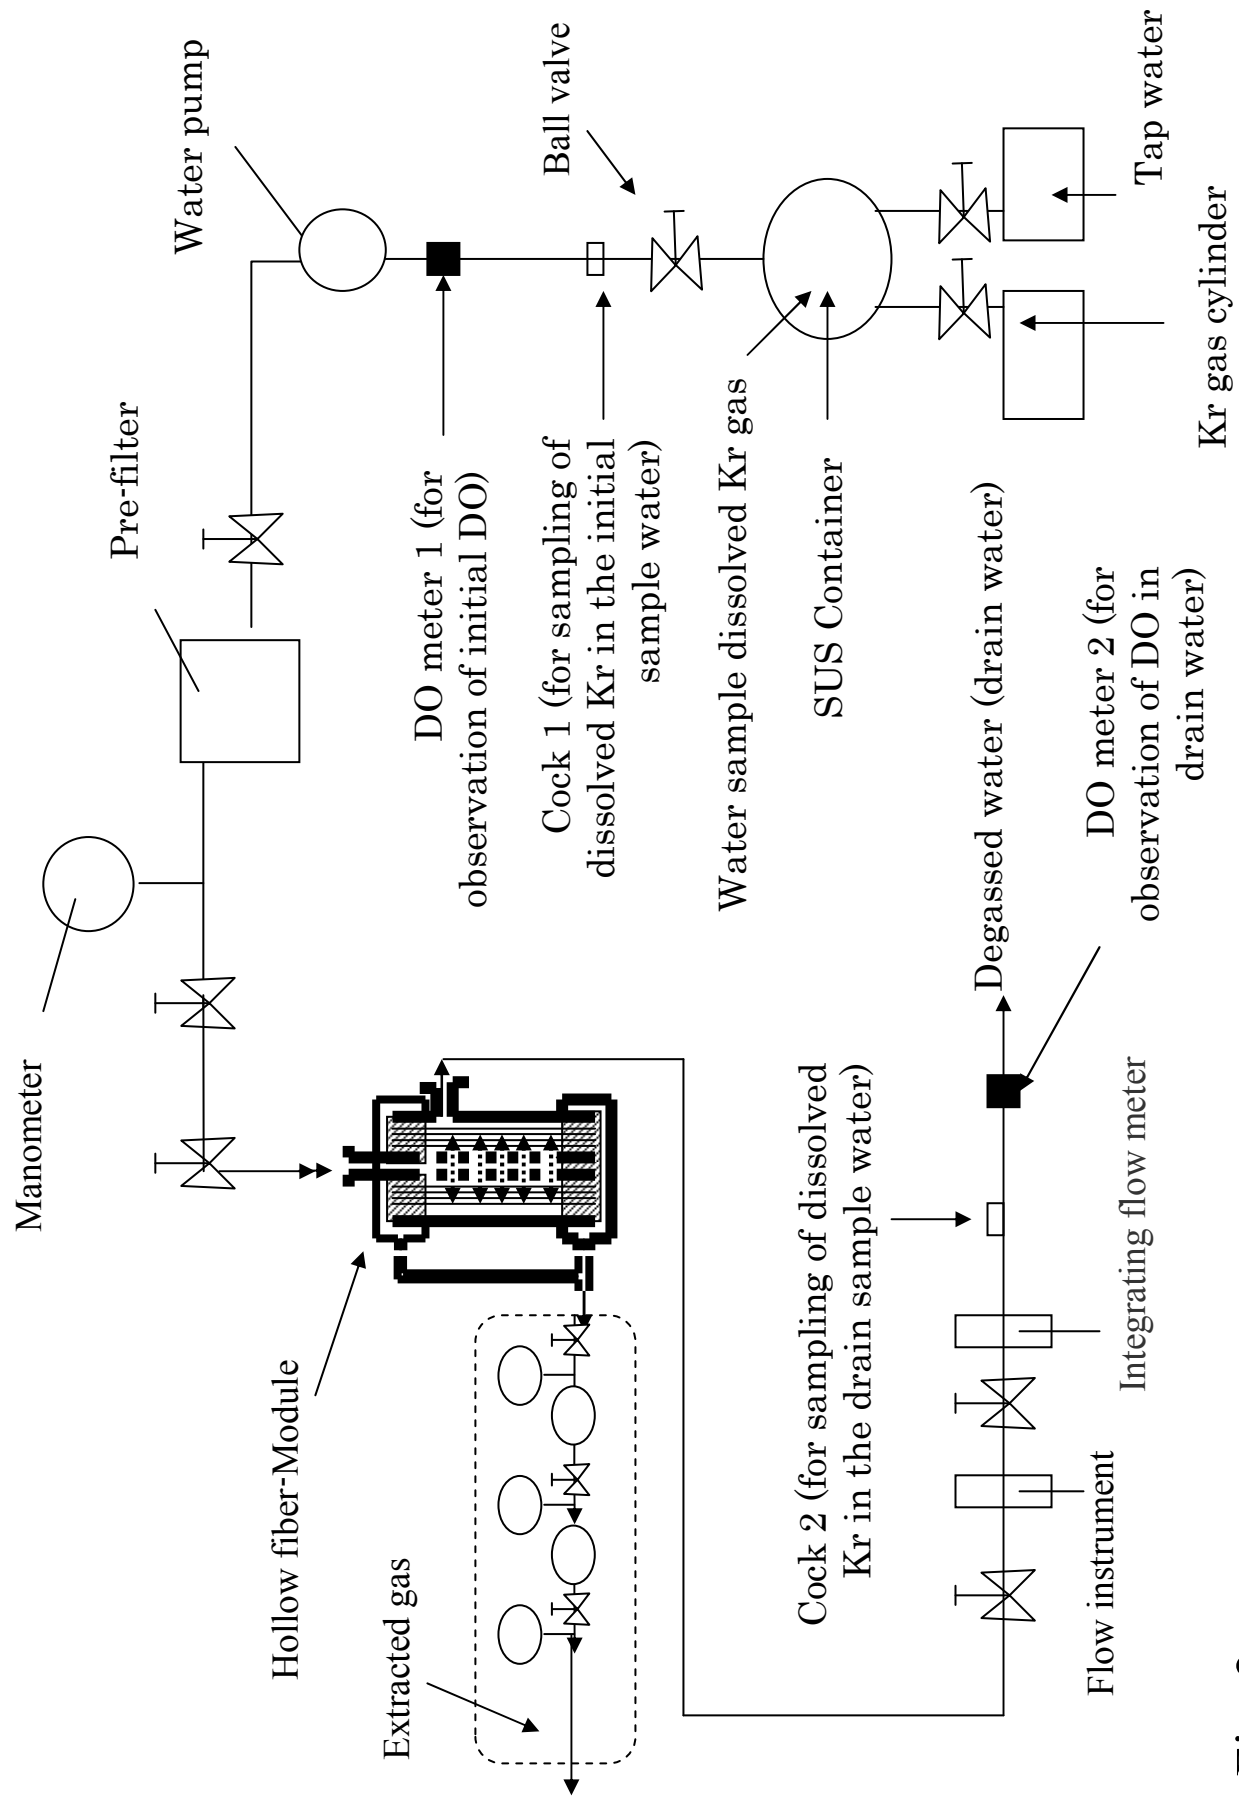 Manometer
Pre-filter
Water pump
Hollow fiber-Module
Extracted gas
DO meter 1 (for
observation of initial DO)
Cock 1 (for sampling of
dissolved Kr in the initial
sample water)
Ball valve
Water sample dissolved Kr gas
SUS Container
Cock 2 (for sampling of dissolved
Kr in the drain sample water)
Degassed water (drain water)
DO meter 2 (for
observation of DO in
drain water)
Flow instrument
Integrating flow meter
Tap water
Kr gas cylinder